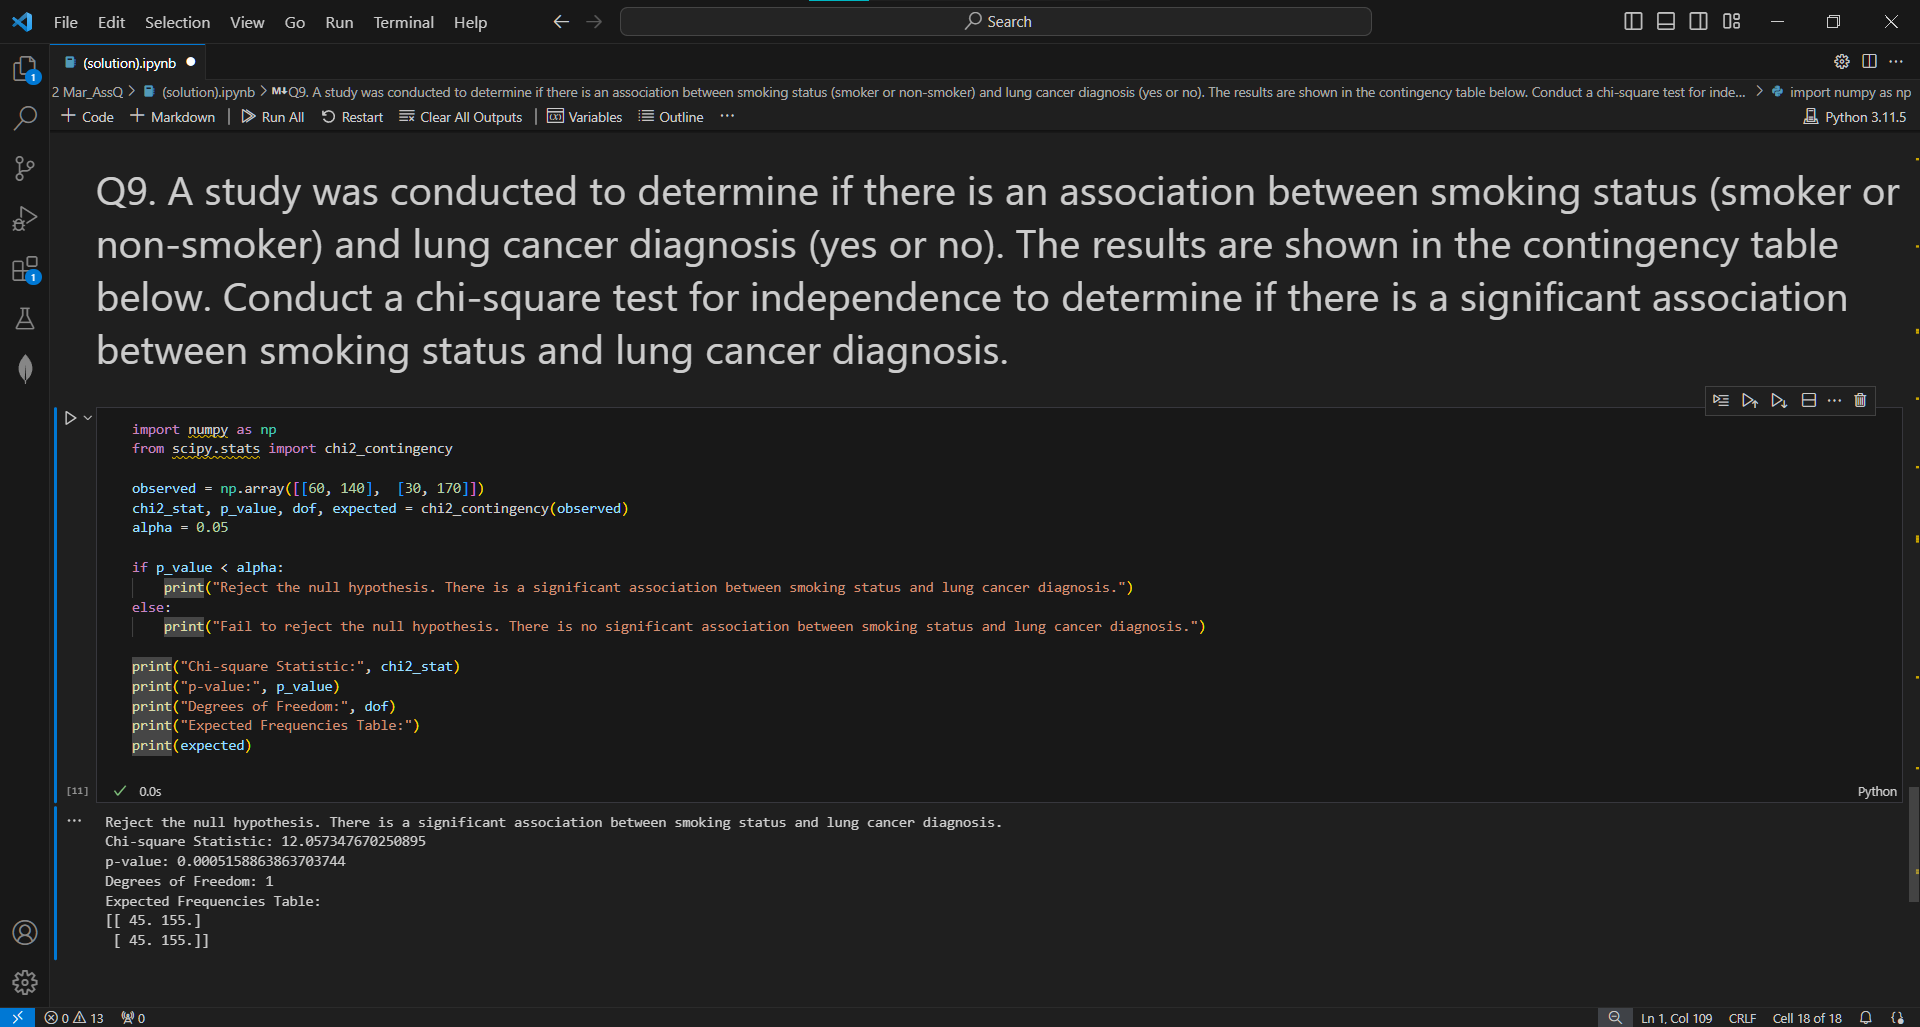 File Edit Selection View Go Run Terminal Help
Search
(solution).ipynb
2 Mar_AssQ > (solution).ipynb > M↓Q9. A study was conducted to determine if there is an association between smoking status (smoker or non-smoker) and lung cancer diagnosis (yes or no). The results are shown in the contingency table below. Conduct a chi-square test for inde... > import numpy as np
+ Code + Markdown | Run All Restart Clear All Outputs | Variables Outline ... Python 3.11.5
Q9. A study was conducted to determine if there is an association between smoking status (smoker or
non-smoker) and lung cancer diagnosis (yes or no). The results are shown in the contingency table
below. Conduct a chi-square test for independence to determine if there is a significant association
between smoking status and lung cancer diagnosis.
import numpy as np
from scipy.stats import chi2_contingency
observed = np.array([[60, 140],  [30, 170]])
chi2_stat, p_value, dof, expected = chi2_contingency(observed)
alpha = 0.05
if p_value < alpha:
    print("Reject the null hypothesis. There is a significant association between smoking status and lung cancer diagnosis.")
else:
    print("Fail to reject the null hypothesis. There is no significant association between smoking status and lung cancer diagnosis.")
print("Chi-square Statistic:", chi2_stat)
print("p-value:", p_value)
print("Degrees of Freedom:", dof)
print("Expected Frequencies Table:")
print(expected)
[11] ✓ 0.0s Python
Reject the null hypothesis. There is a significant association between smoking status and lung cancer diagnosis.
Chi-square Statistic: 12.057347670250895
p-value: 0.0005158863863703744
Degrees of Freedom: 1
Expected Frequencies Table:
[[ 45. 155.]
 [ 45. 155.]]
1
1
0 13 0 Ln 1, Col 109 CRLF Cell 18 of 18